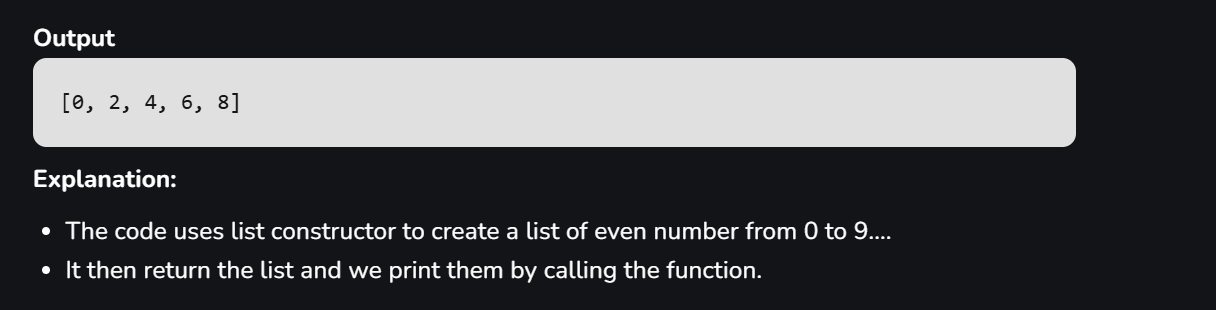 Output
[0, 2, 4, 6, 8]
Explanation:
• The code uses list constructor to create a list of even number from 0 to 9....
• It then return the list and we print them by calling the function.